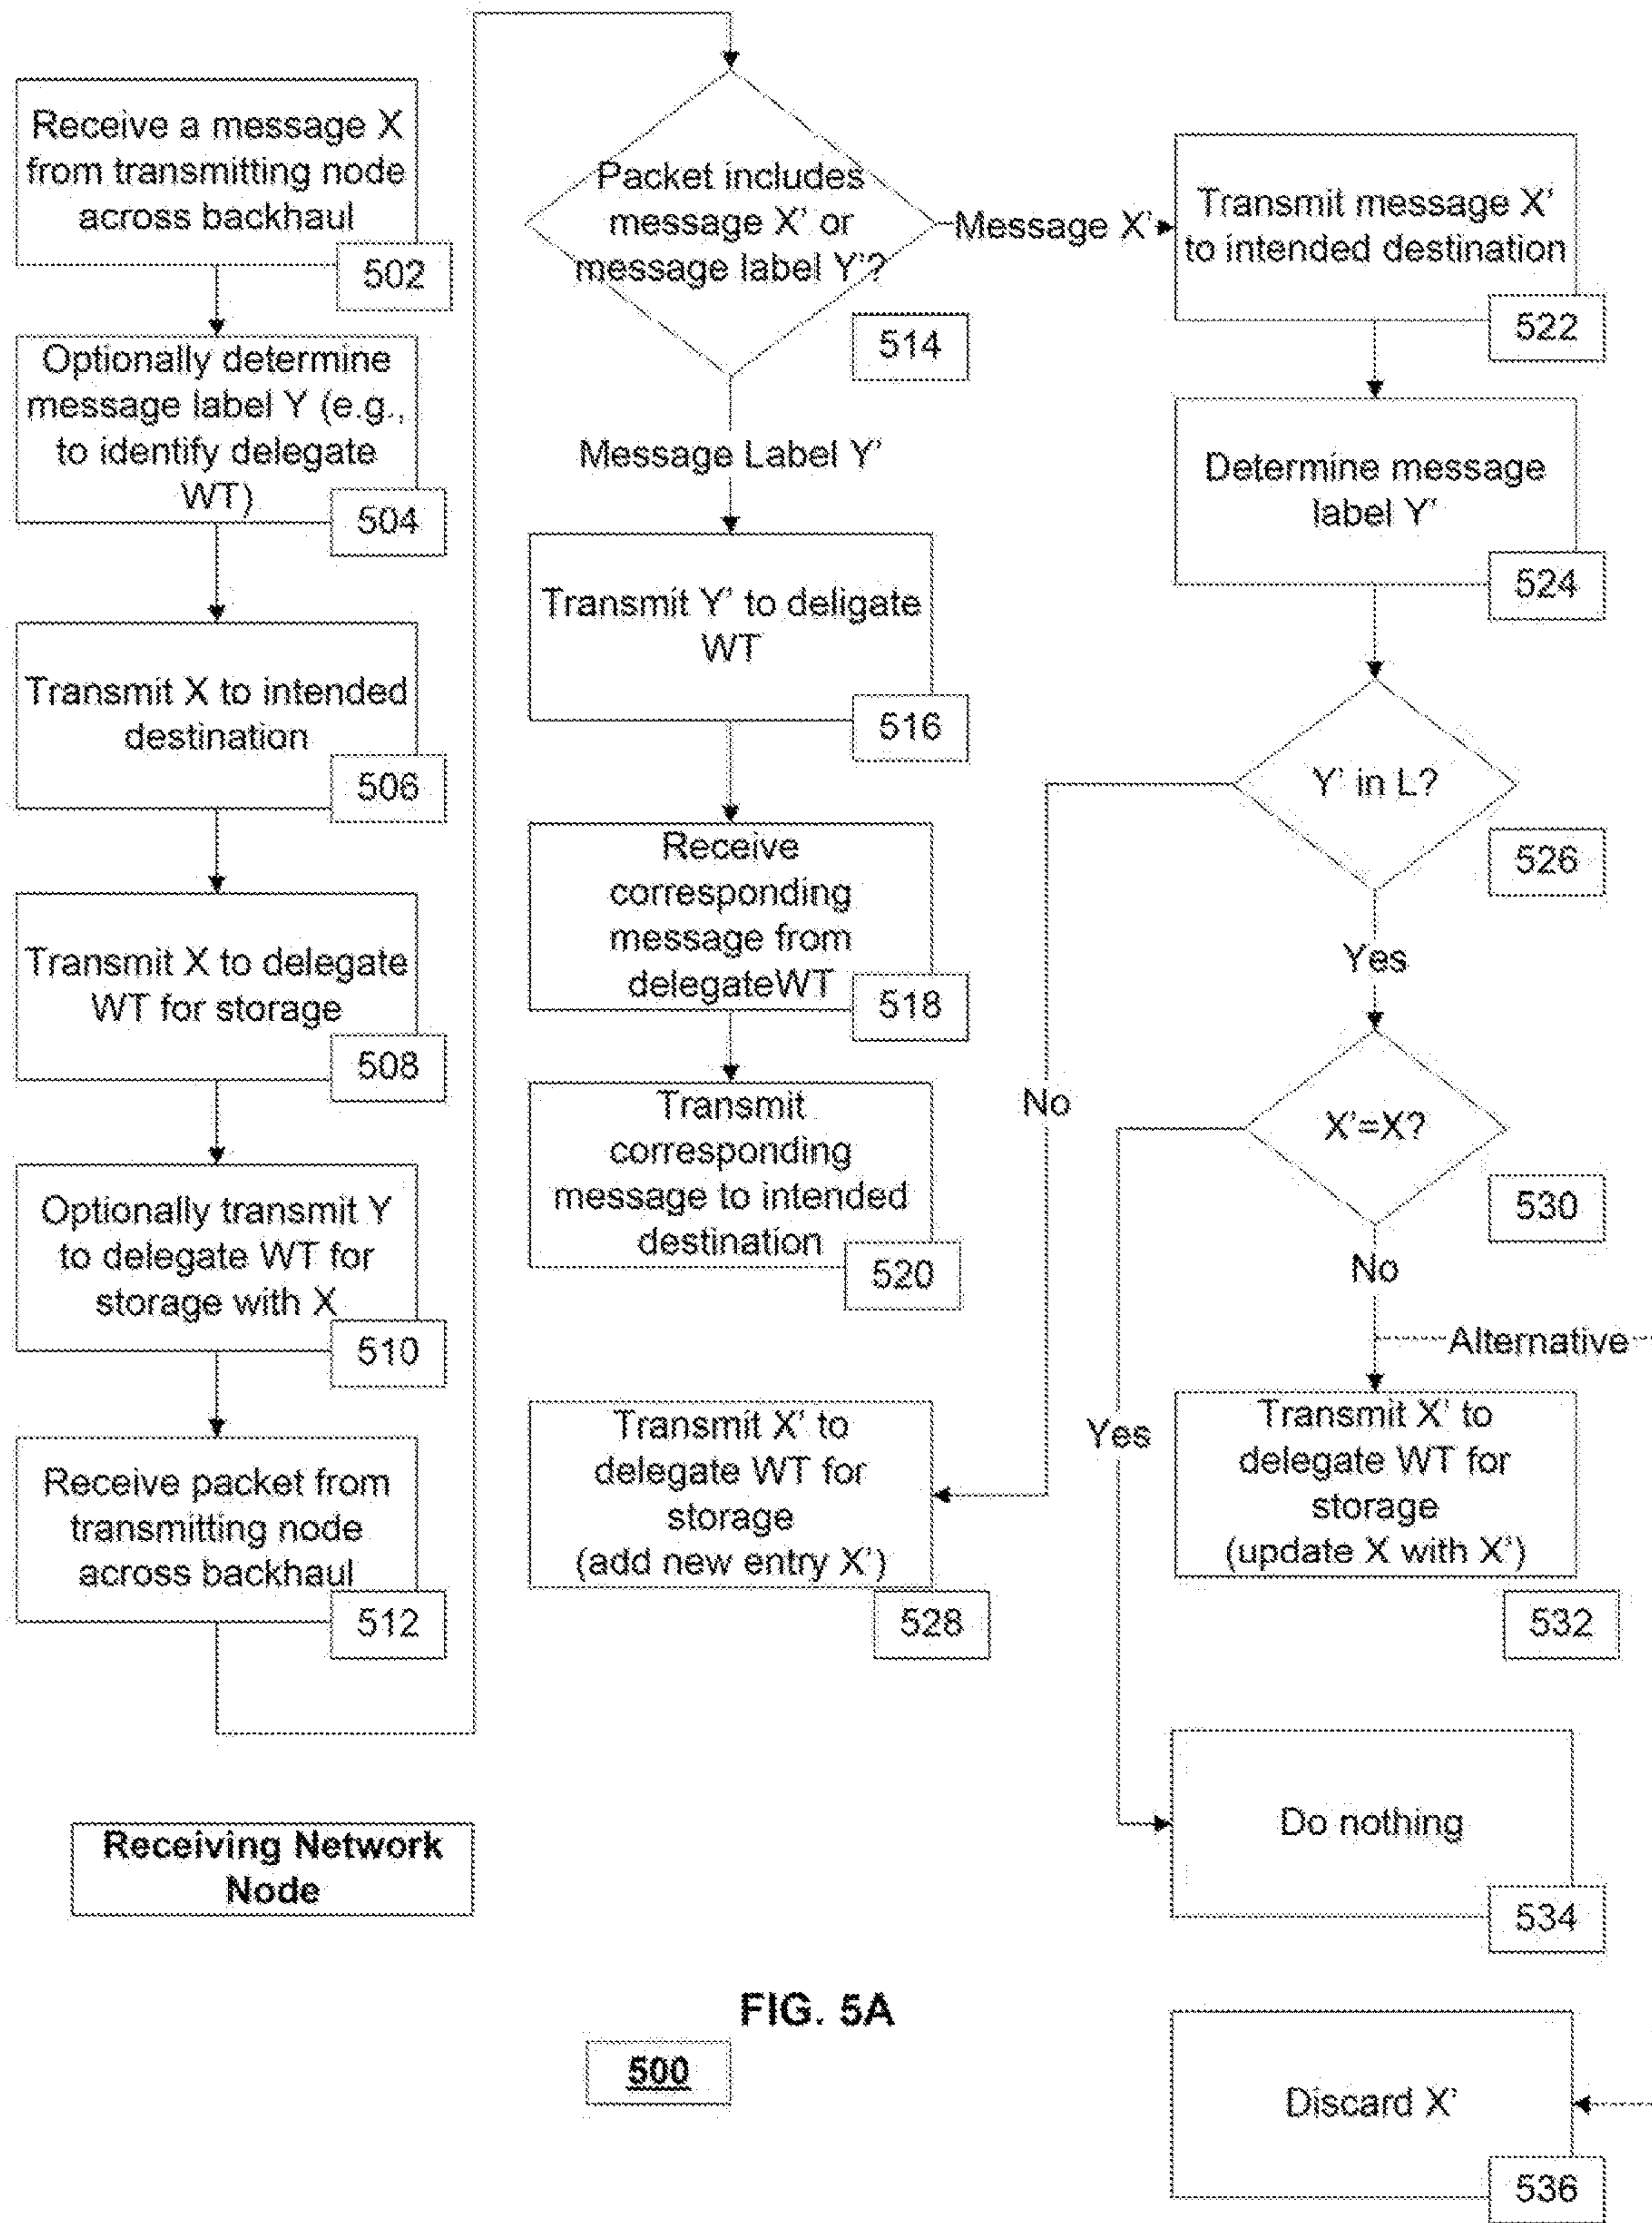 Receive a message X
from transmitting node
across backhaul
502
Optionally determine
message label Y (e.g.,
to identify delegate
WT)
504
Transmit X to intended
destination
506
Transmit X to delegate
WT for storage
508
Optionally transmit Y
to delegate WT for
storage with X
510
Receive packet from
transmitting node
across backhaul
512
Receiving Network
Node
Packet includes
message X' or
message label Y'?
514
Message X'
Message Label Y'
Transmit Y' to deligate
WT
516
Receive
corresponding
message from
delegateWT
518
Transmit
corresponding
message to intended
destination
520
Transmit X' to
delegate WT for
storage
(add new entry X')
528
Transmit message X'
to intended destination
522
Determine message
label Y'
524
Y' in L?
526
Yes
No
X'=X?
530
No
Yes
Alternative
Transmit X' to
delegate WT for
storage
(update X with X')
532
Do nothing
534
Discard X'
536
FIG. 5A
500